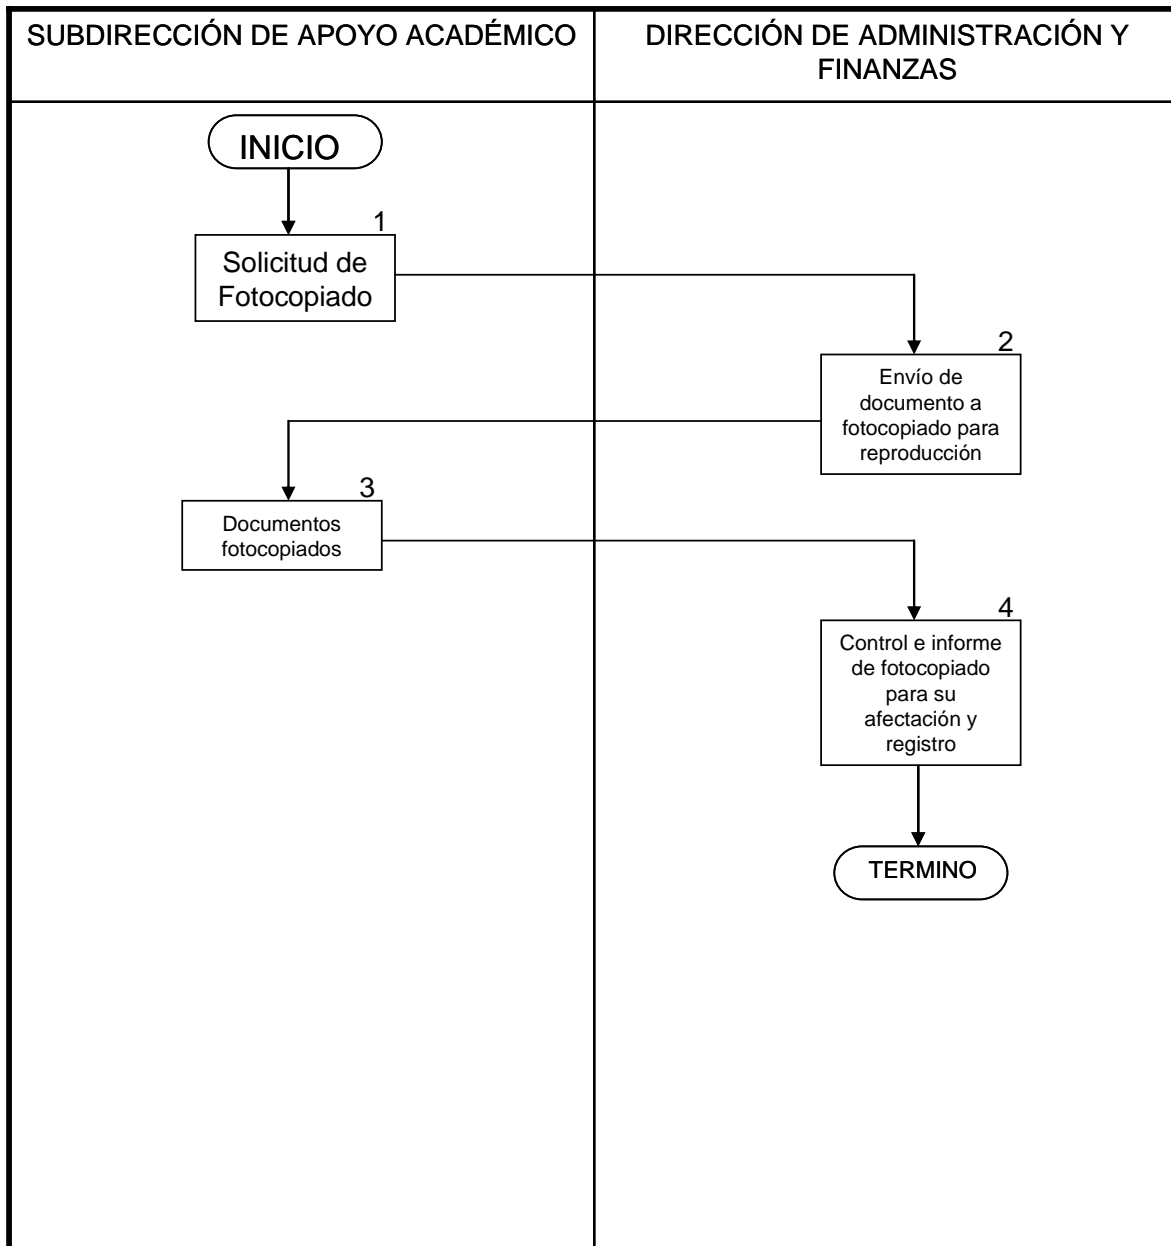 SUBDIRECCIÓN DE APOYO ACADÉMICO
DIRECCIÓN DE ADMINISTRACIÓN Y
FINANZAS
INICIO
1
Solicitud de
Fotocopiado
2
Envío de
documento a
fotocopiado para
reproducción
3
Documentos
fotocopiados
4
Control e informe
de fotocopiado
para su
afectación y
registro
TERMINO